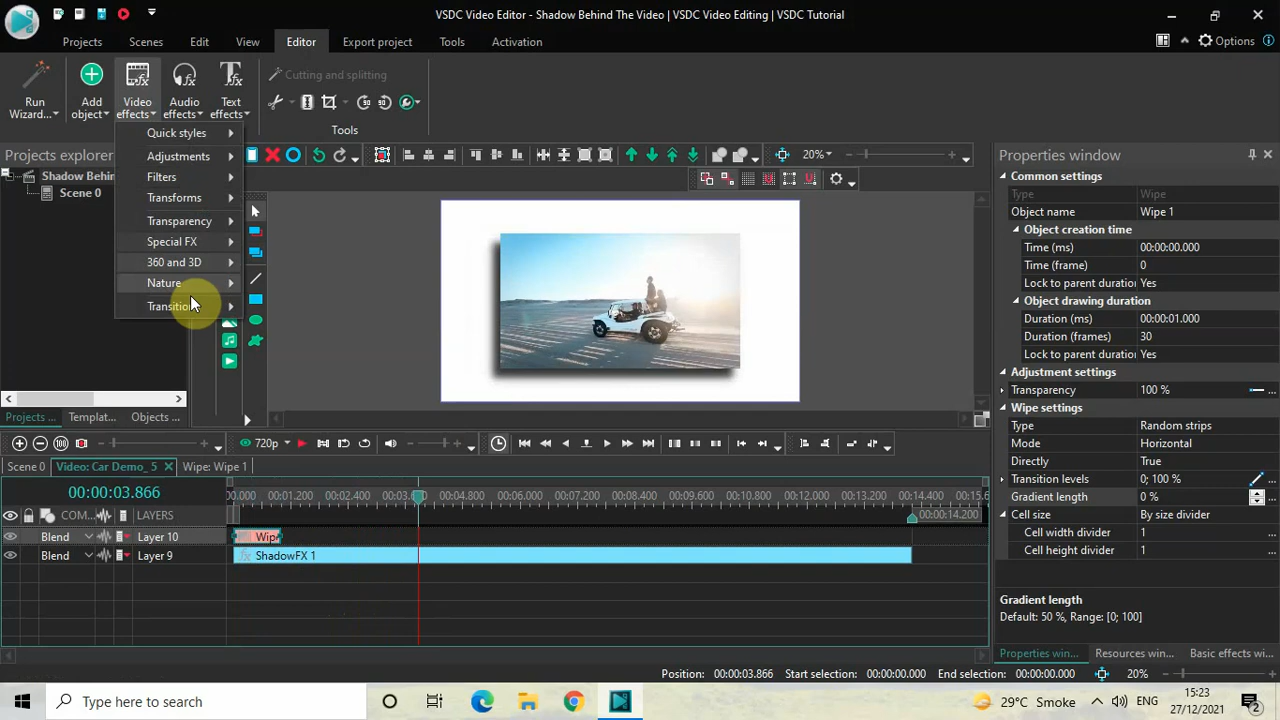 VSDC Video Editor - Shadow Behind The Video | VSDC Video Editing | VSDC Tutorial
Projects Scenes Edit View Editor Export project Tools Activation Options
Run Wizard... Add object Video effects Audio effects Text effects Cutting and splitting
Tools
Projects explorer
Shadow Behin
Scene 0
Quick styles
Adjustments
Filters
Transforms
Transparency
Special FX
360 and 3D
Nature
20%
Projects ... Templat... Objects ...
720p
Scene 0 Video: Car Demo_ 5 Wipe: Wipe 1
00:00:03.866
COM... LAYERS
Blend Layer 10
Blend Layer 9
:00.000 00:01.200 00:02.400 00:04.800 00:06.000 00:07.200 00:08.400 00:09.600 00:10.800 00:12.000 00:13.200 00:14.400 00:15.6
00:00:14.200
ShadowFX 1
Properties window
Common settings
Type Wipe
Object name Wipe 1
Object creation time
Time (ms) 00:00:00.000
Time (frame) 0
Lock to parent duration Yes
Object drawing duration
Duration (ms) 00:00:01.000
Duration (frames) 30
Lock to parent duration Yes
Adjustment settings
Transparency 100 % ...
Wipe settings
Type Random strips
Mode Horizontal
Directly True
Transition levels 0; 100 % ...
Gradient length 0 %
Cell size By size divider
Cell width divider 1
Cell height divider 1
Gradient length
Default: 50 %, Range: [0; 100]
Properties win... Resources win... Basic effects wi...
Position: 00:00:03.866 Start selection: 00:00:00.000 End selection: 00:00:00.000 20%
Type here to search
29°C Smoke
15:23
27/12/2021
2